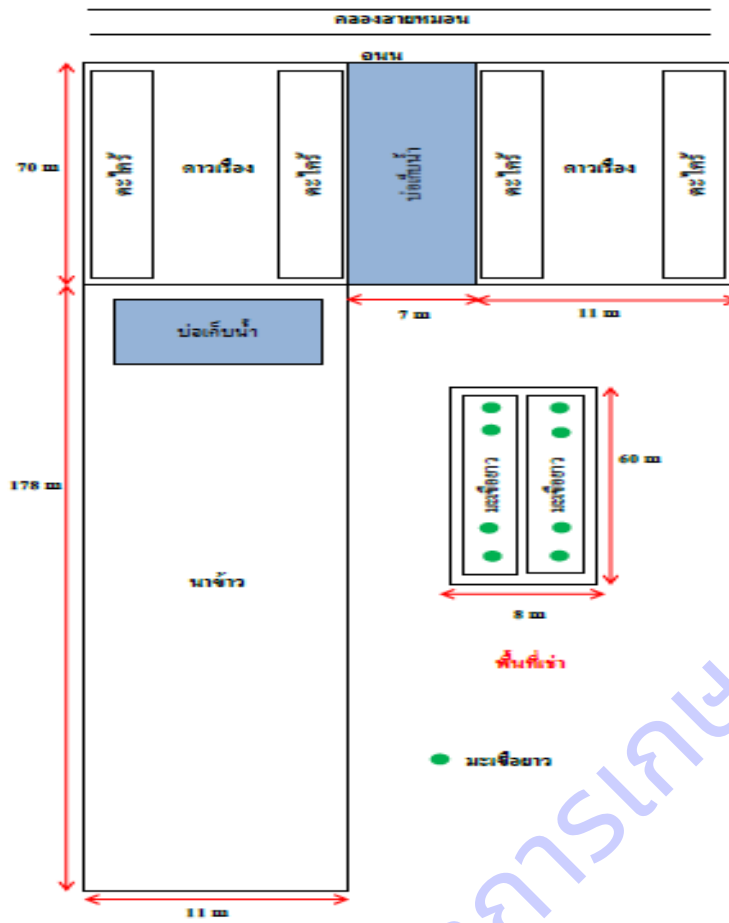 คลองสายหมอน
ถนน
70 m
ตะไคร้
ดาวเรือง
ตะไคร้
บ่อเก็บน้ำ
ตะไคร้
ดาวเรือง
ตะไคร้
7 m
11 m
บ่อเก็บน้ำ
178 m
นาข้าว
มะเขือยาว
มะเขือยาว
60 m
8 m
พื้นที่เช่า
มะเขือยาว
11 m